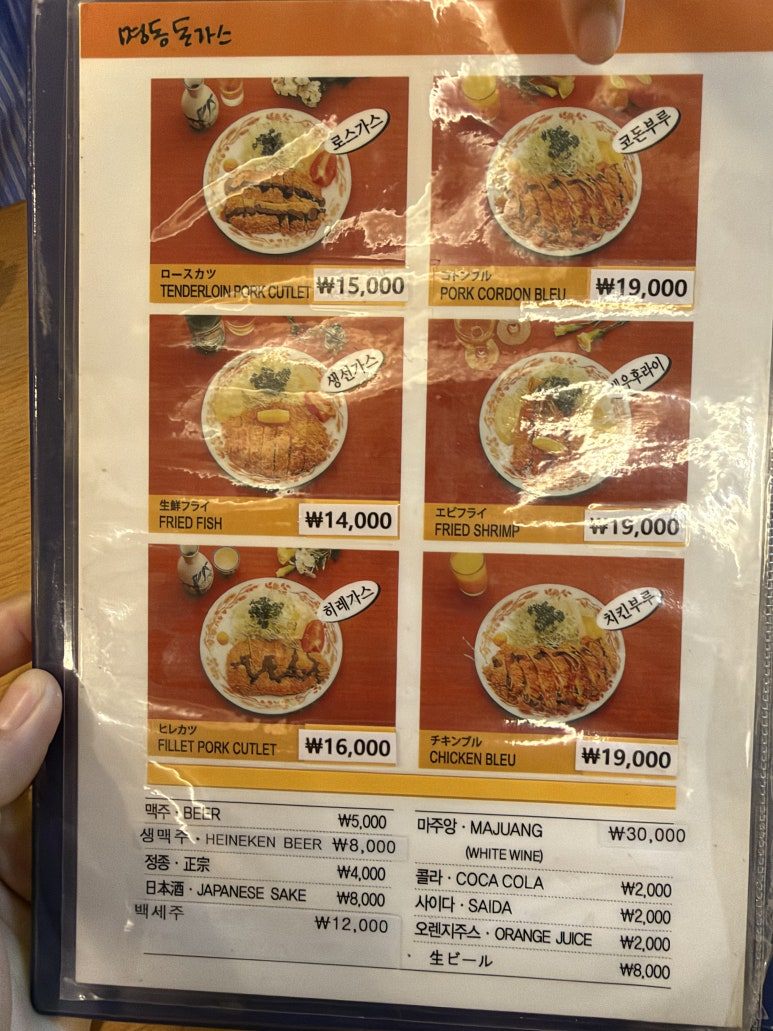 명동돈가스
로스가스
ロースカツ
TENDERLOIN PORK CUTLET ₩15,000
코돈부루
コトンブル
PORK CORDON BLEU ₩19,000
생선가스
生鮮フライ
FRIED FISH ₩14,000
새우후라이
エビフライ
FRIED SHRIMP ₩19,000
히레가스
ヒレカツ
FILLET PORK CUTLET ₩16,000
치킨부루
チキンブル
CHICKEN BLEU ₩19,000
맥주 · BEER ₩5,000
생맥주 · HEINEKEN BEER ₩8,000
정종 · 正宗 ₩4,000
日本酒 · JAPANESE SAKE ₩8,000
백세주 ₩12,000
마주앙 · MAJUANG ₩30,000
(WHITE WINE)
콜라 · COCA COLA ₩2,000
사이다 · SAIDA ₩2,000
오렌지주스 · ORANGE JUICE ₩2,000
生ビール ₩8,000